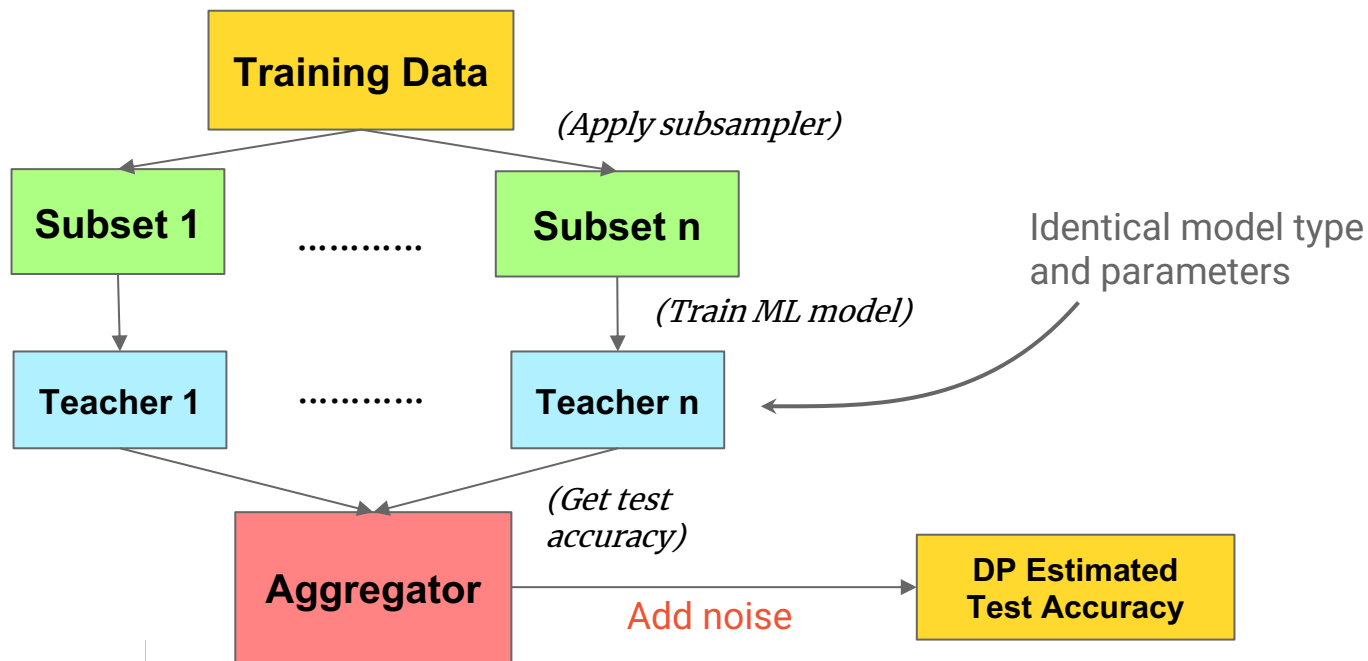 Training Data
(Apply subsampler)
Subset 1
............
Subset n
Identical model type
and parameters
(Train ML model)
Teacher 1
............
Teacher n
(Get test
accuracy)
Aggregator
Add noise
DP Estimated
Test Accuracy